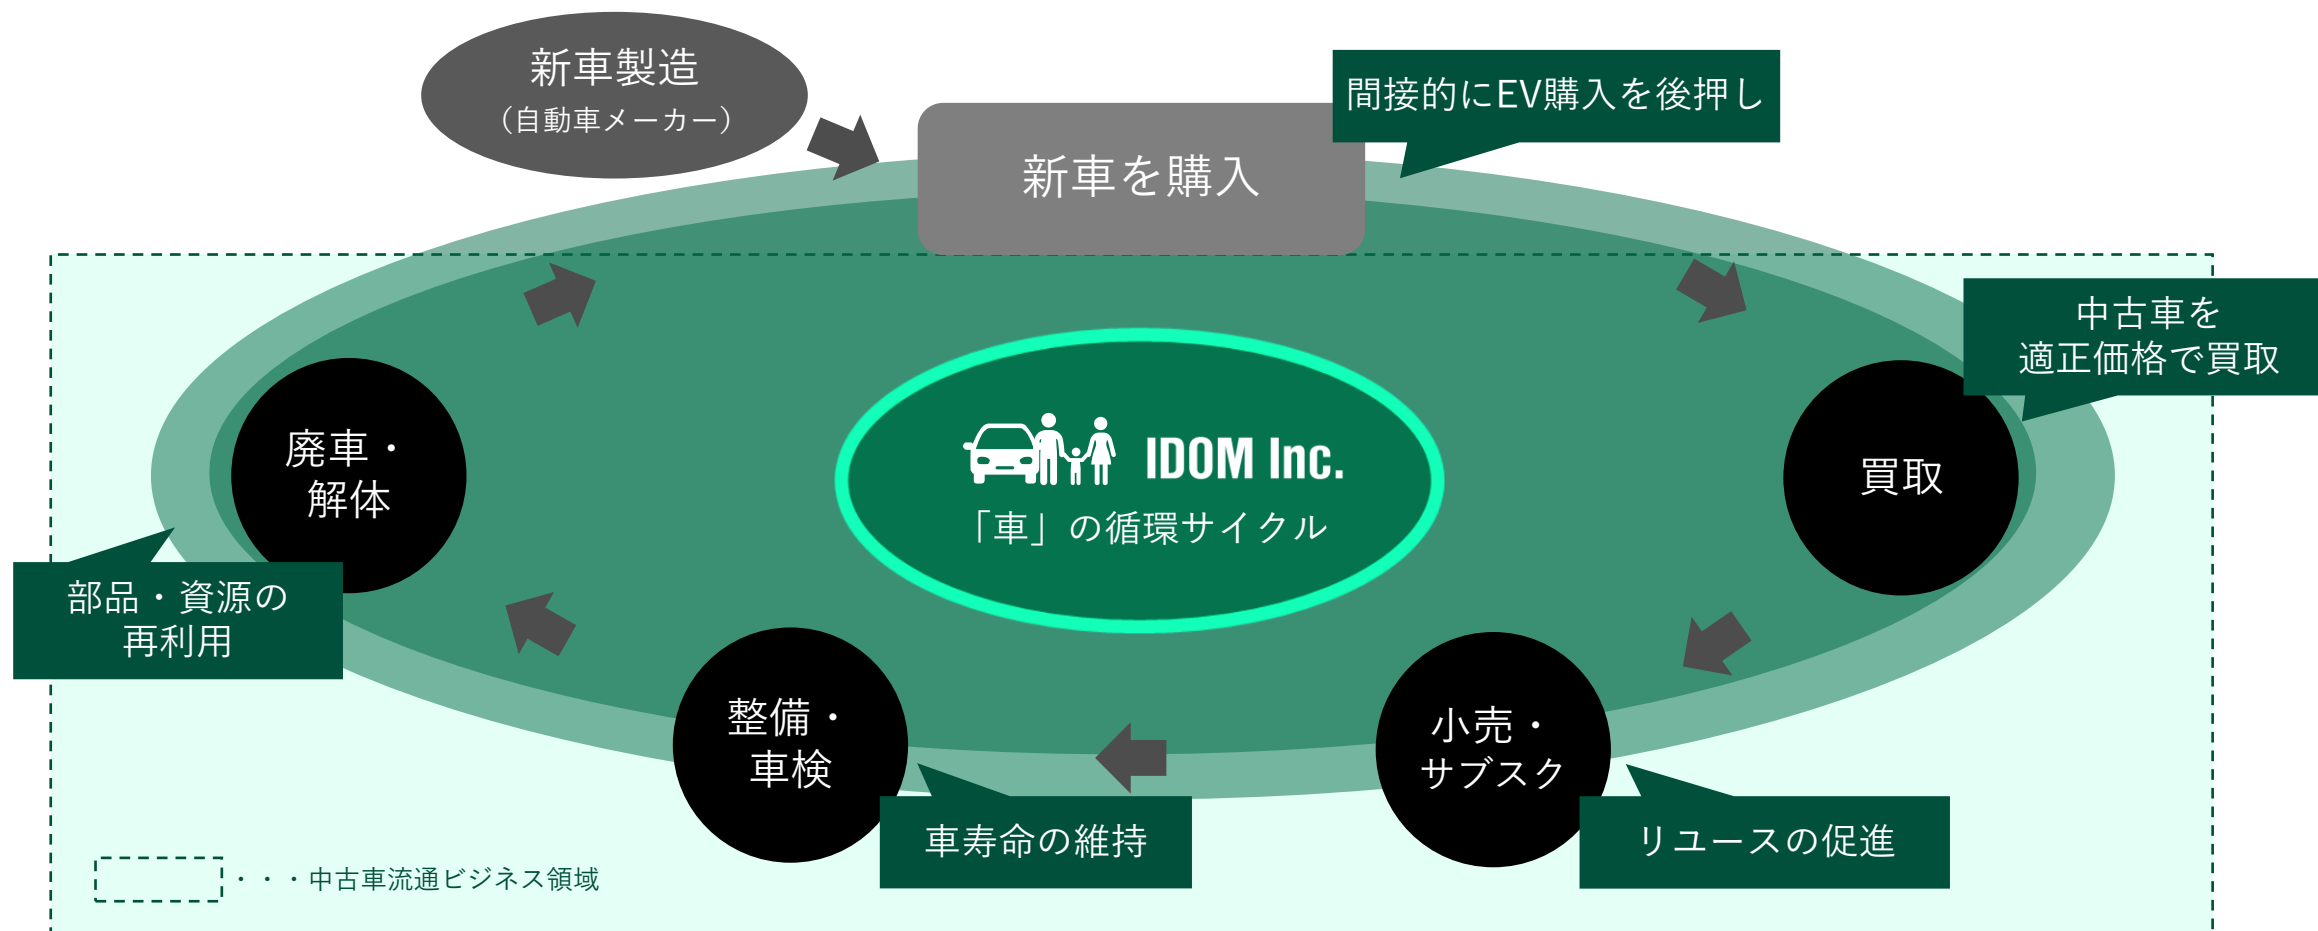 新車製造
（自動車メーカー）
新車を購入
間接的にEV購入を後押し
中古車を
適正価格で買取
買取
廃車・
解体
IDOM Inc.
「車」の循環サイクル
部品・資源の
再利用
整備・
車検
車寿命の維持
小売・
サブスク
リユースの促進
・・・中古車流通ビジネス領域